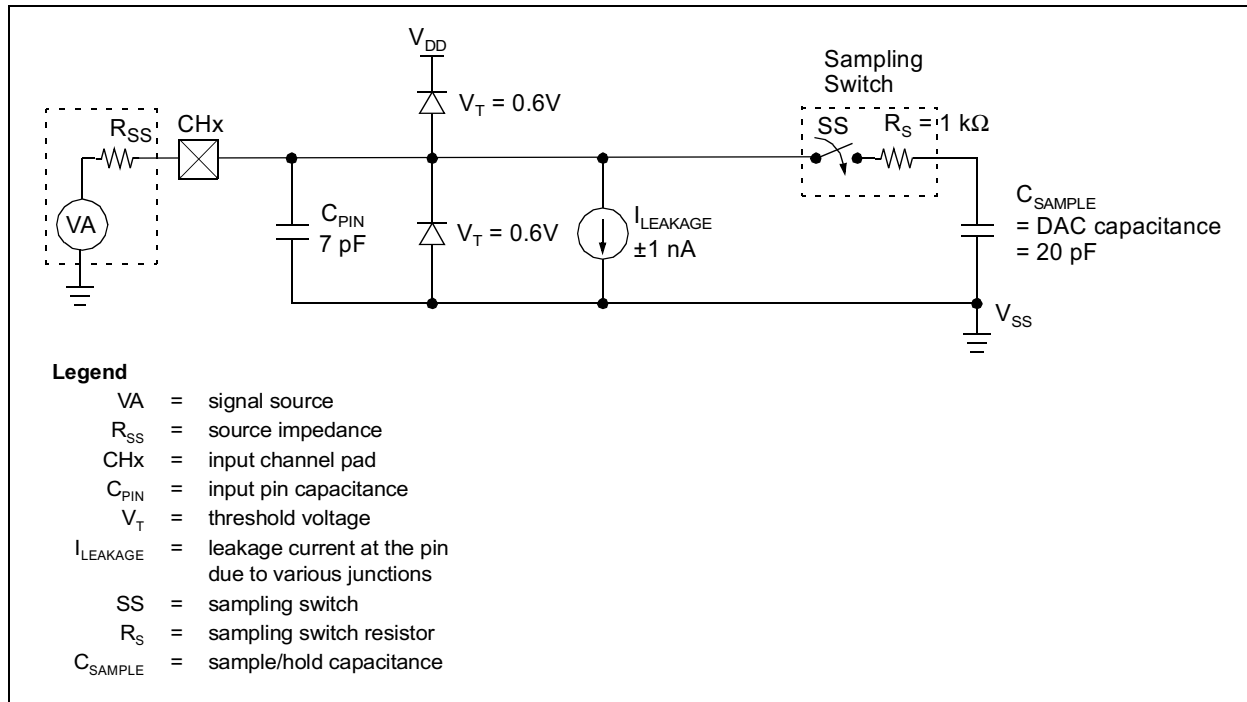 V_DD
Sampling
Switch
V_T = 0.6V
R_SS
CHx
SS
R_S = 1 kΩ
VA
C_PIN
7 pF
V_T = 0.6V
I_LEAKAGE
±1 nA
C_SAMPLE
= DAC capacitance
= 20 pF
V_SS
Legend
VA = signal source
R_SS = source impedance
CHx = input channel pad
C_PIN = input pin capacitance
V_T = threshold voltage
I_LEAKAGE = leakage current at the pin
due to various junctions
SS = sampling switch
R_S = sampling switch resistor
C_SAMPLE = sample/hold capacitance